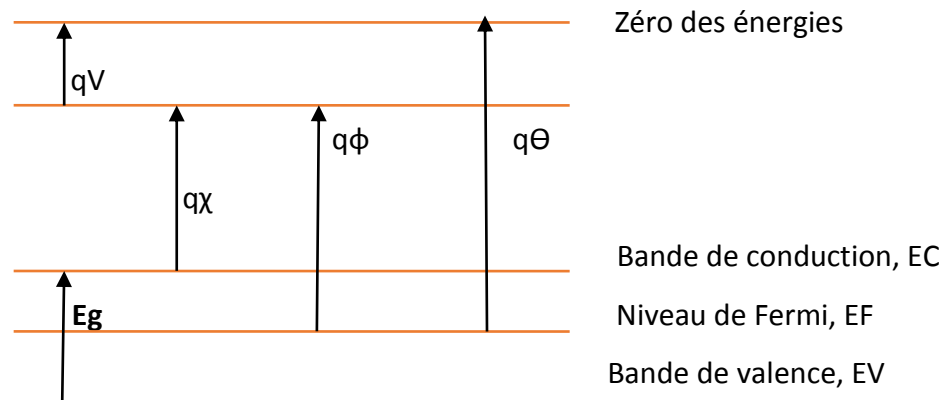 Zéro des énergies
qV
qϕ
qΘ
qχ
Bande de conduction, EC
Eg
Niveau de Fermi, EF
Bande de valence, EV